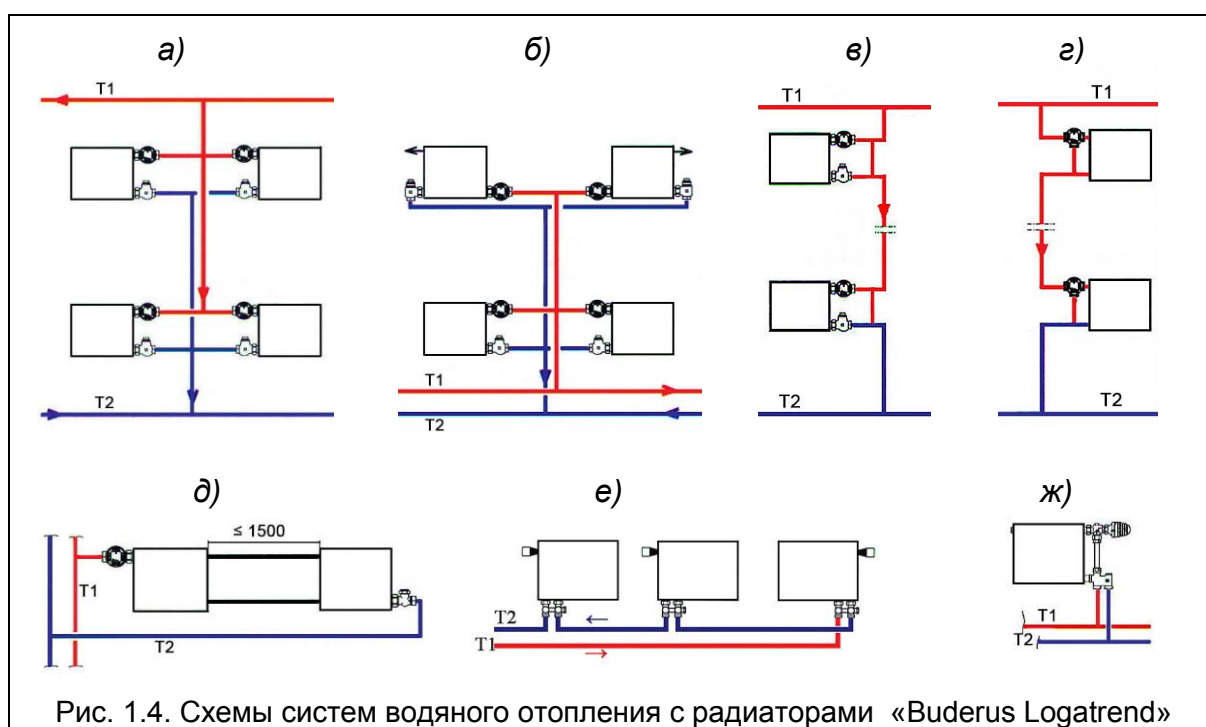 а)
б)
в)
г)
T1
T1
T1
T1
T2
T2
T2
T2
д)
е)
ж)
≤ 1500
T1
T2
T2
T1
T1
T2
Рис. 1.4. Схемы систем водяного отопления с радиаторами «Buderus Logatrend»